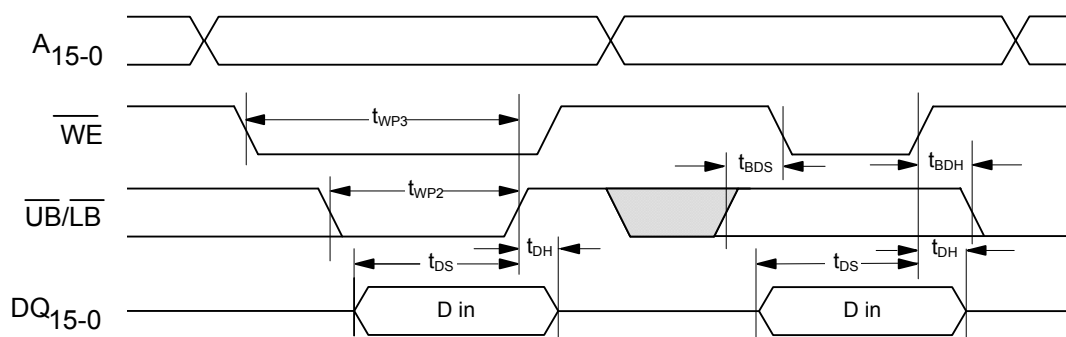 A15-0
WE
tWP3
tBDS
tBDH
UB/LB
tWP2
tDS
tDH
tDS
tDH
DQ15-0
D in
D in